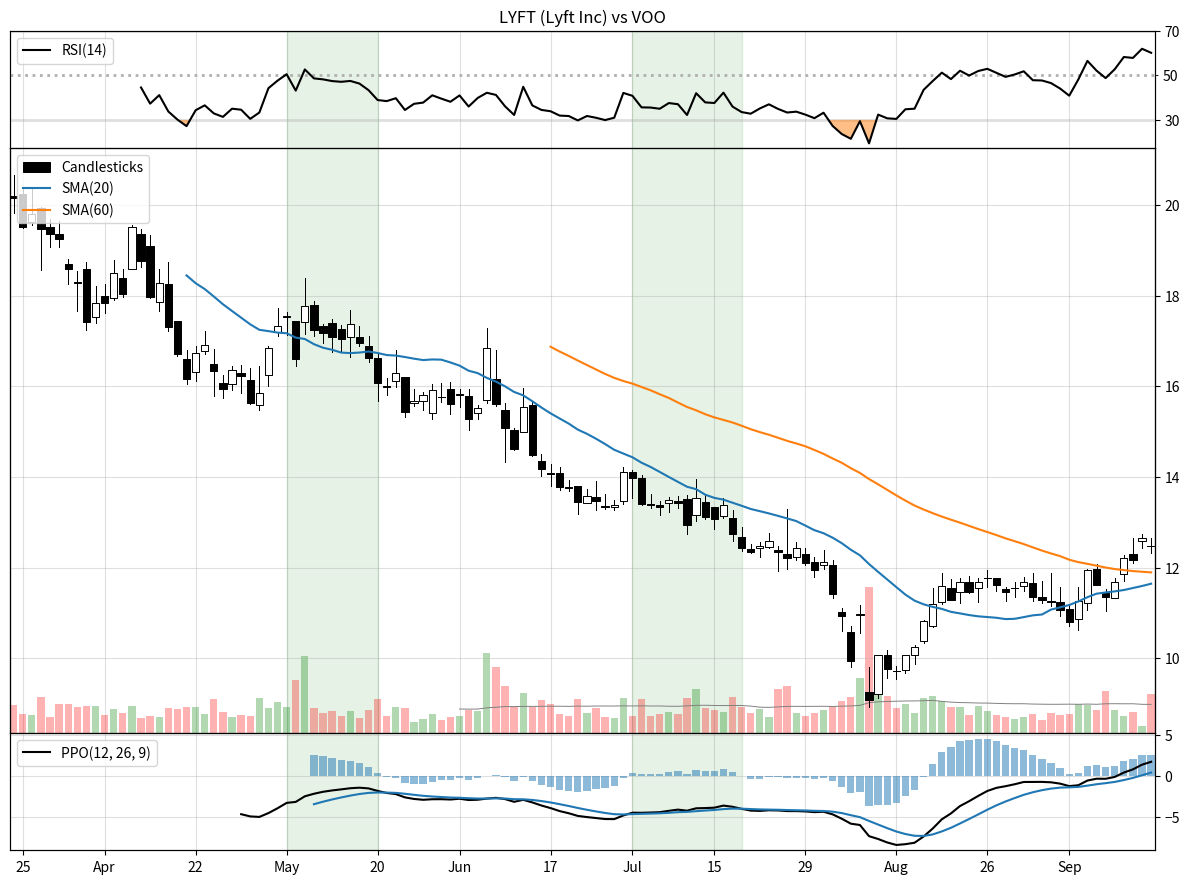 LYFT (Lyft Inc) vs VOO
RSI(14)
70
50
30
Candlesticks
SMA(20)
SMA(60)
20
18
16
14
12
10
PPO(12, 26, 9)
5
0
−5
25 Apr 22 May 20 Jun 17 Jul 15 29 Aug 26 Sep